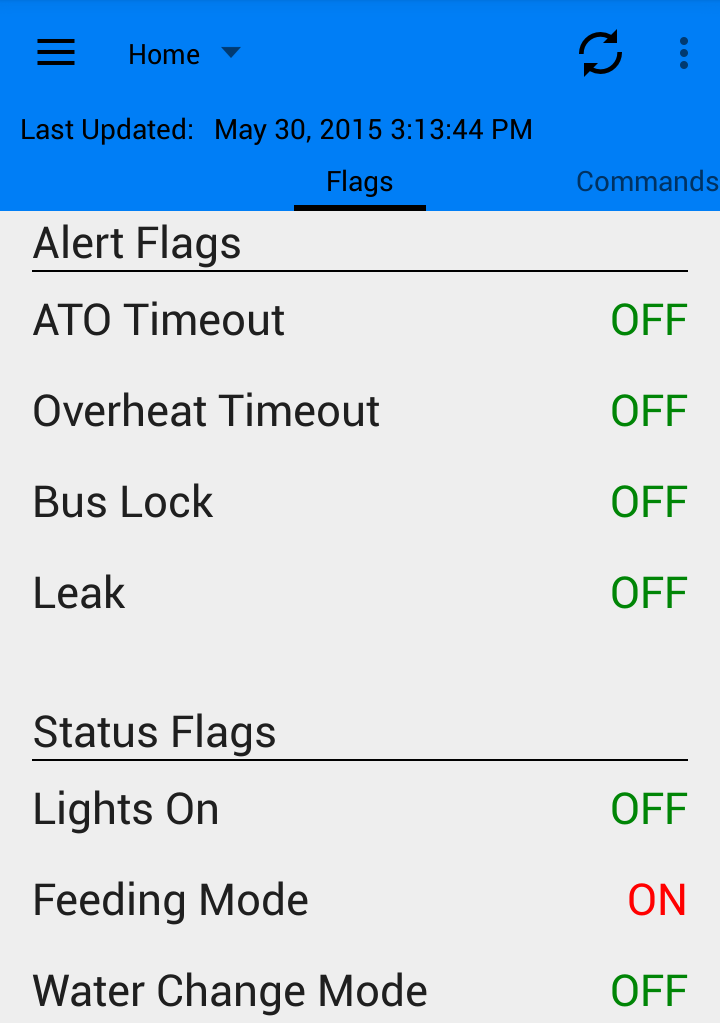 Home
Last Updated: May 30, 2015 3:13:44 PM
Flags Commands
Alert Flags
ATO Timeout OFF
Overheat Timeout OFF
Bus Lock OFF
Leak OFF
Status Flags
Lights On OFF
Feeding Mode ON
Water Change Mode OFF